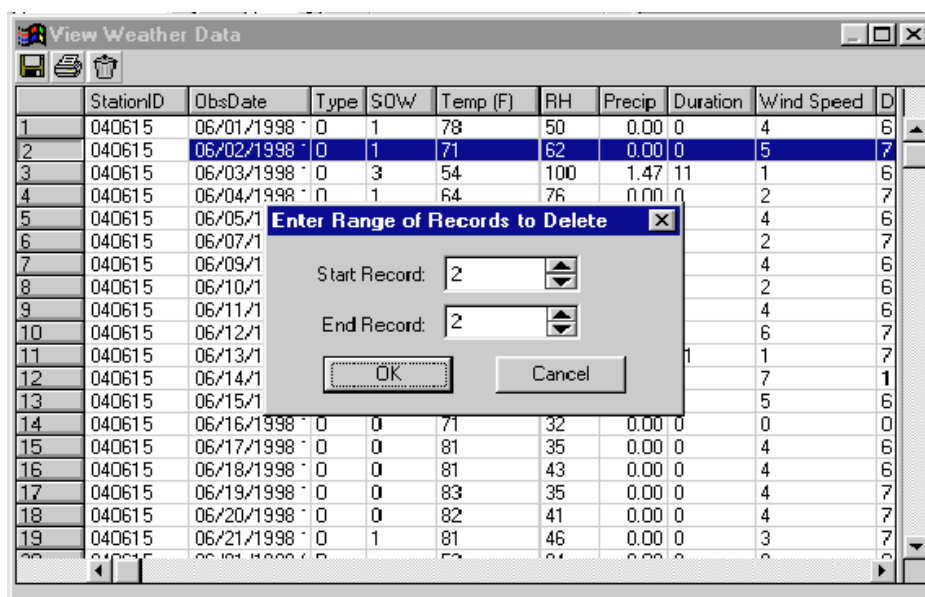 View Weather Data
StationID ObsDate Type SOW Temp (F) RH Precip Duration Wind Speed D
1 040615 06/01/1998 0 1 78 50 0.00 0 4 6
2 040615 06/02/1998 0 1 71 62 0.00 0 5 7
3 040615 06/03/1998 0 3 54 100 1.47 11 1 6
4 040615 06/04/1998 0 1 64 76 0.00 0 2 7
5 040615 06/05/1 4 6
Enter Range of Records to Delete
6 040615 06/07/1 2 7
7 040615 06/09/1 4 6
Start Record: 2
8 040615 06/10/1 2 6
9 040615 06/11/1 4 6
End Record: 2
10 040615 06/12/1 6 7
11 040615 06/13/1 1 1 7
OK Cancel
12 040615 06/14/1 7 1
13 040615 06/15/1 5 6
14 040615 06/16/1998 0 0 71 32 0.00 0 0 0
15 040615 06/17/1998 0 0 81 35 0.00 0 4 6
16 040615 06/18/1998 0 0 81 43 0.00 0 4 6
17 040615 06/19/1998 0 0 83 35 0.00 0 4 7
18 040615 06/20/1998 0 0 82 41 0.00 0 4 7
19 040615 06/21/1998 0 1 81 46 0.00 0 3 7